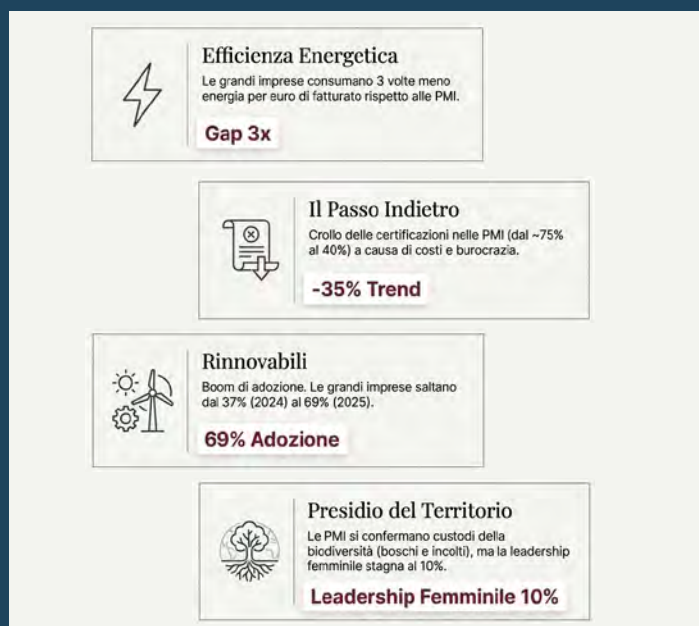 Efficienza Energetica
Le grandi imprese consumano 3 volte meno
energia per euro di fatturato rispetto alle PMI.
Gap 3x
Il Passo Indietro
Crollo delle certificazioni nelle PMI (dal ~75%
al 40%) a causa di costi e burocrazia.
-35% Trend
Rinnovabili
Boom di adozione. Le grandi imprese saltano
dal 37% (2024) al 69% (2025).
69% Adozione
Presidio del Territorio
Le PMI si confermano custodi della
biodiversità (boschi e incolti), ma la leadership
femminile stagna al 10%.
Leadership Femminile 10%